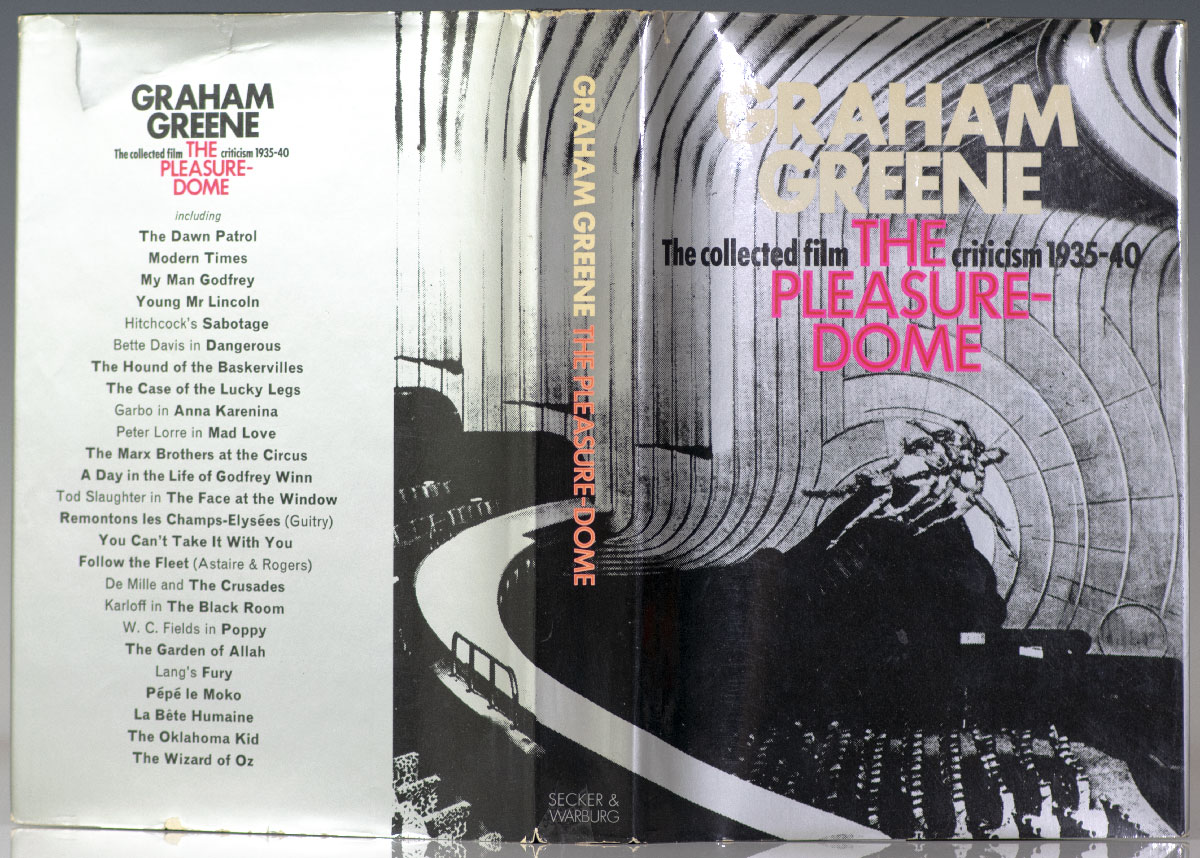 GRAHAM
GREENE
The collected film THE criticism 1935-40
PLEASURE-
DOME
including
The Dawn Patrol
Modern Times
My Man Godfrey
Young Mr Lincoln
Hitchcock's Sabotage
Bette Davis in Dangerous
The Hound of the Baskervilles
The Case of the Lucky Legs
Garbo in Anna Karenina
Peter Lorre in Mad Love
The Marx Brothers at the Circus
A Day in the Life of Godfrey Winn
Tod Slaughter in The Face at the Window
Remontons les Champs-Elysées (Guitry)
You Can't Take It With You
Follow the Fleet (Astaire & Rogers)
De Mille and The Crusades
Karloff in The Black Room
W. C. Fields in Poppy
The Garden of Allah
Lang's Fury
Pépé le Moko
La Bête Humaine
The Oklahoma Kid
The Wizard of Oz
GRAHAM GREENE THE PLEASURE-DOME
SECKER &
WARBURG
GRAHAM
GREENE
The collected film THE criticism 1935-40
PLEASURE-
DOME